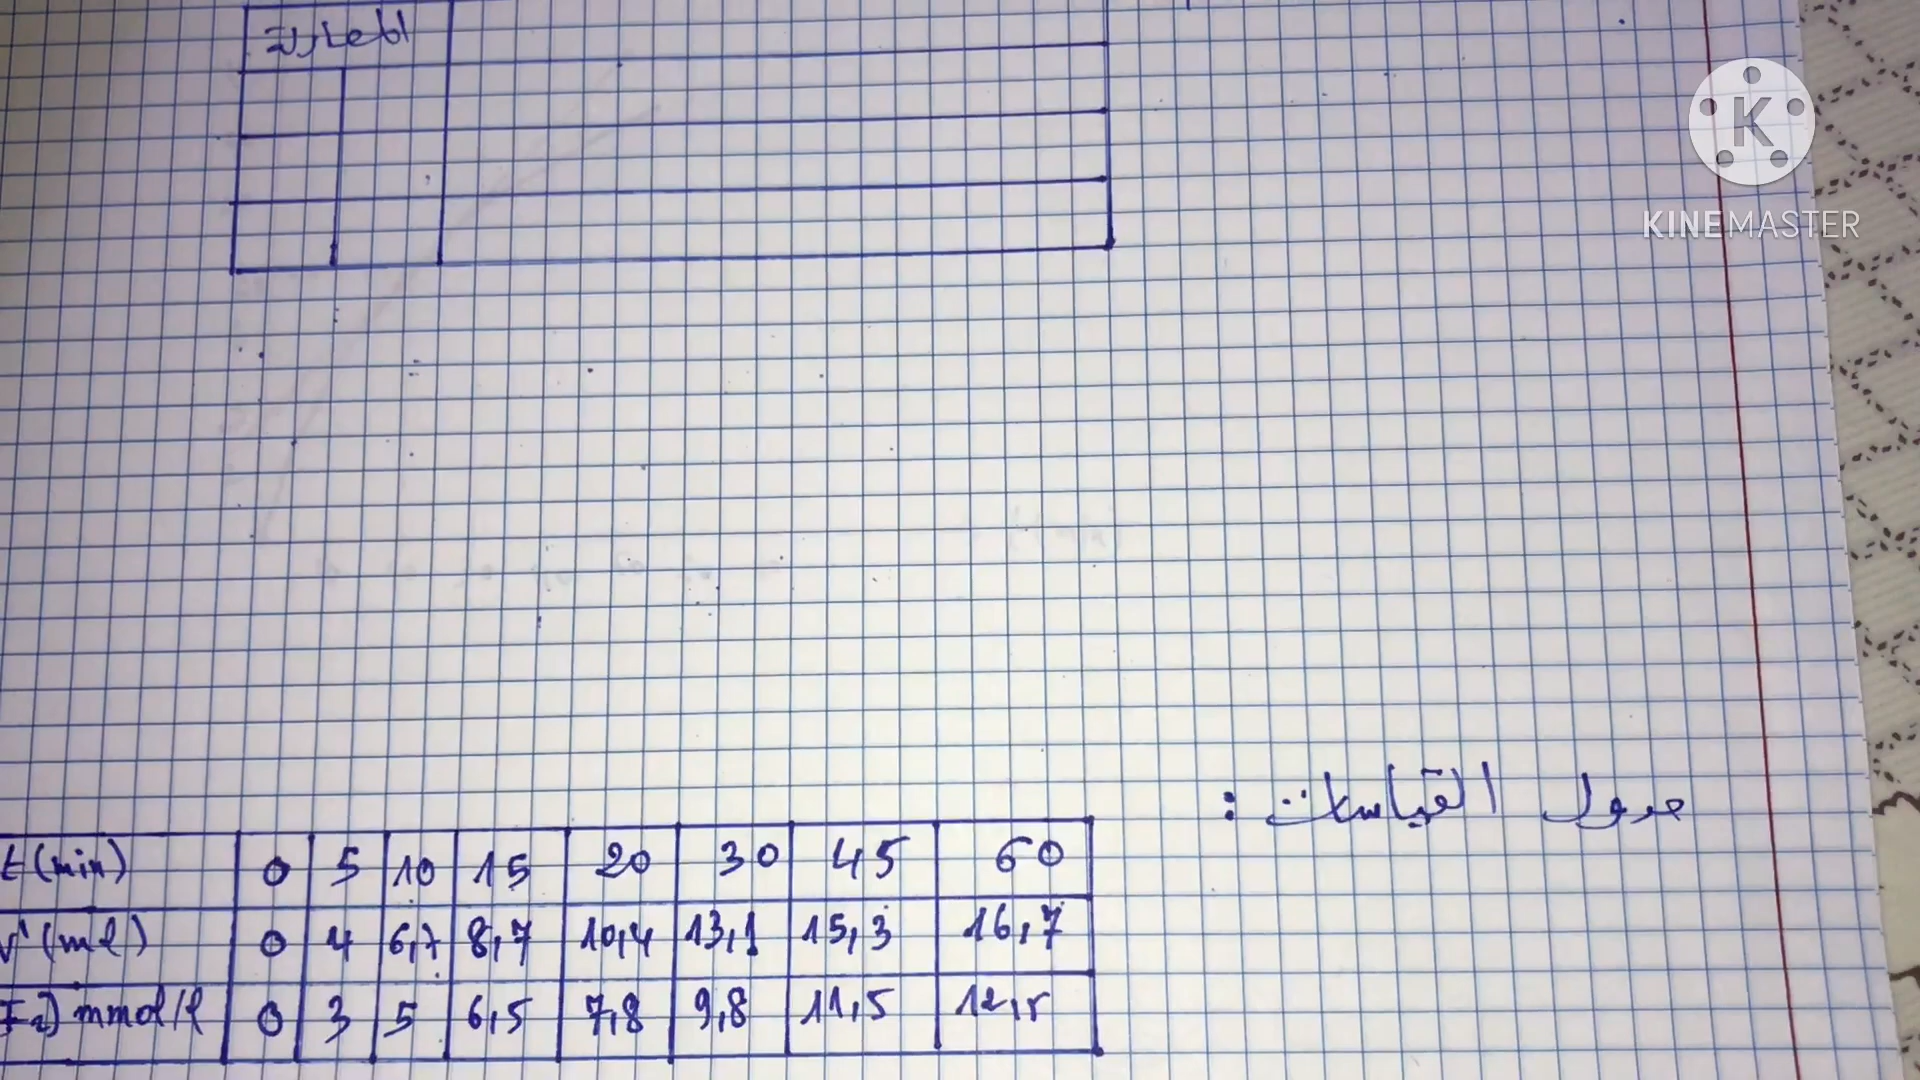 المعادلة
KINEMASTER
جدول القياسات :
t (min) 0 5 10 15 20 30 45 60
V' (ml) 0 4 6,7 8,7 10,4 13,1 15,3 16,7
I2) mmol/l 0 3 5 6,5 7,8 9,8 11,5 12,5